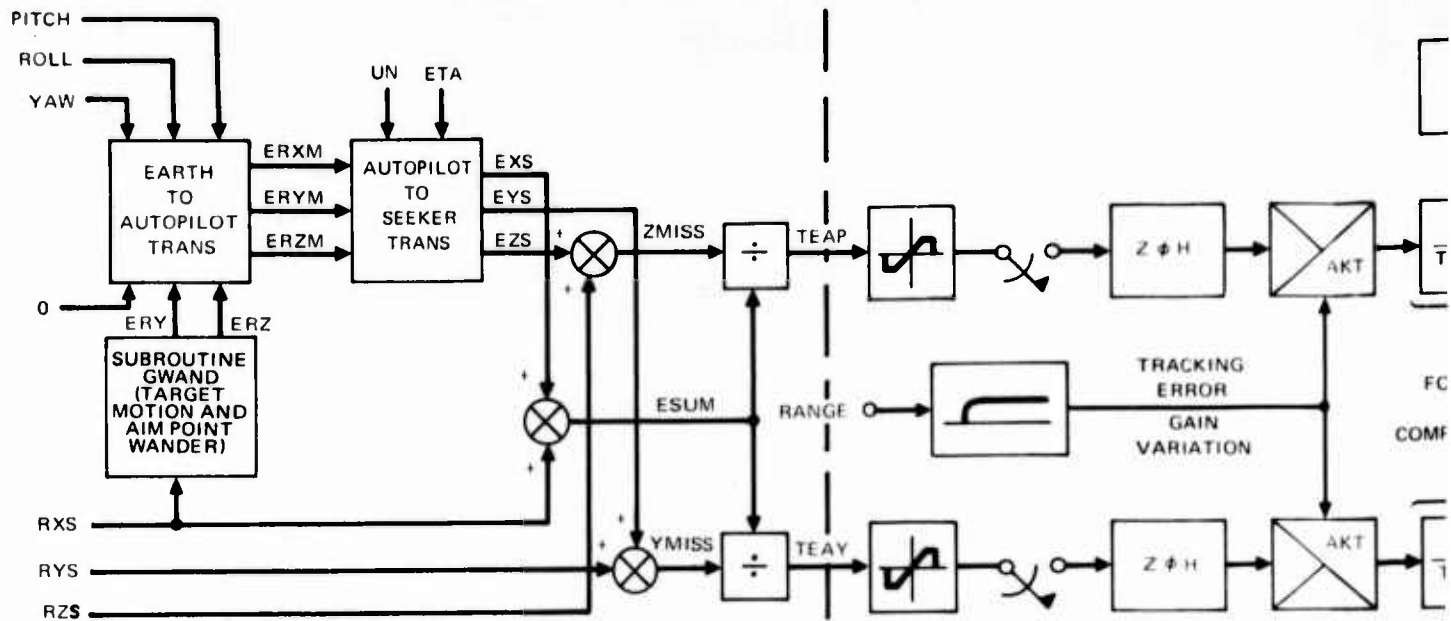 PITCH
ROLL
YAW
UN ETA
EARTH
TO
AUTOPILOT
TRANS
ERXM
ERYM
ERZM
AUTOPILOT
TO
SEEKER
TRANS
EXS
EYS
EZS
+
+
ZMISS
÷
TEAP
Z ϕ H
AKT
T
0
ERY
ERZ
SUBROUTINE
GWAND
(TARGET
MOTION AND
AIM POINT
WANDER)
+
+
ESUM
RANGE
TRACKING
ERROR
GAIN
VARIATION
FO
COMP
RXS
RYS
RZS
+
+
YMISS
÷
TEAY
Z ϕ H
AKT